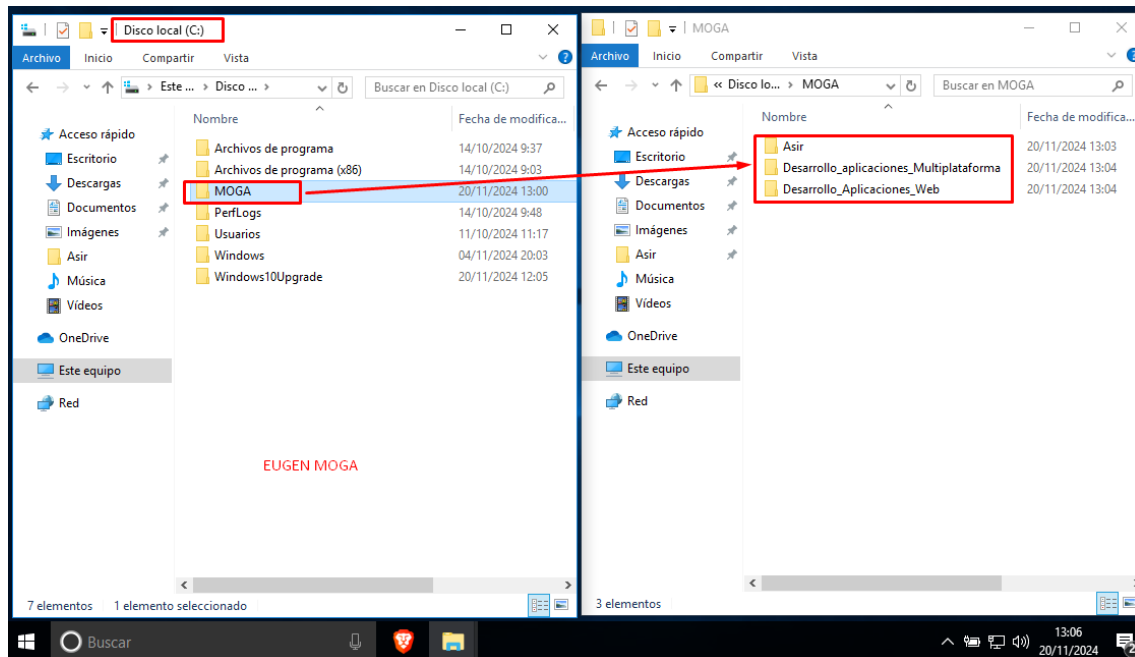 Disco local (C:)
Archivo Inicio Compartir Vista
Este ... > Disco ... >
Buscar en Disco local (C:)
Acceso rápido
Escritorio
Descargas
Documentos
Imágenes
Asir
Música
Vídeos
OneDrive
Este equipo
Red
Nombre Fecha de modifica...
Archivos de programa 14/10/2024 9:37
Archivos de programa (x86) 14/10/2024 9:03
MOGA 20/11/2024 13:00
PerfLogs 14/10/2024 9:48
Usuarios 11/10/2024 11:17
Windows 04/11/2024 20:03
Windows10Upgrade 20/11/2024 12:05
EUGEN MOGA
7 elementos 1 elemento seleccionado
MOGA
Archivo Inicio Compartir Vista
« Disco lo... > MOGA
Buscar en MOGA
Acceso rápido
Escritorio
Descargas
Documentos
Imágenes
Asir
Música
Vídeos
OneDrive
Este equipo
Red
Nombre Fecha de modifica...
Asir 20/11/2024 13:03
Desarrollo_aplicaciones_Multiplataforma 20/11/2024 13:04
Desarrollo_Aplicaciones_Web 20/11/2024 13:04
3 elementos
Buscar
13:06
20/11/2024
2